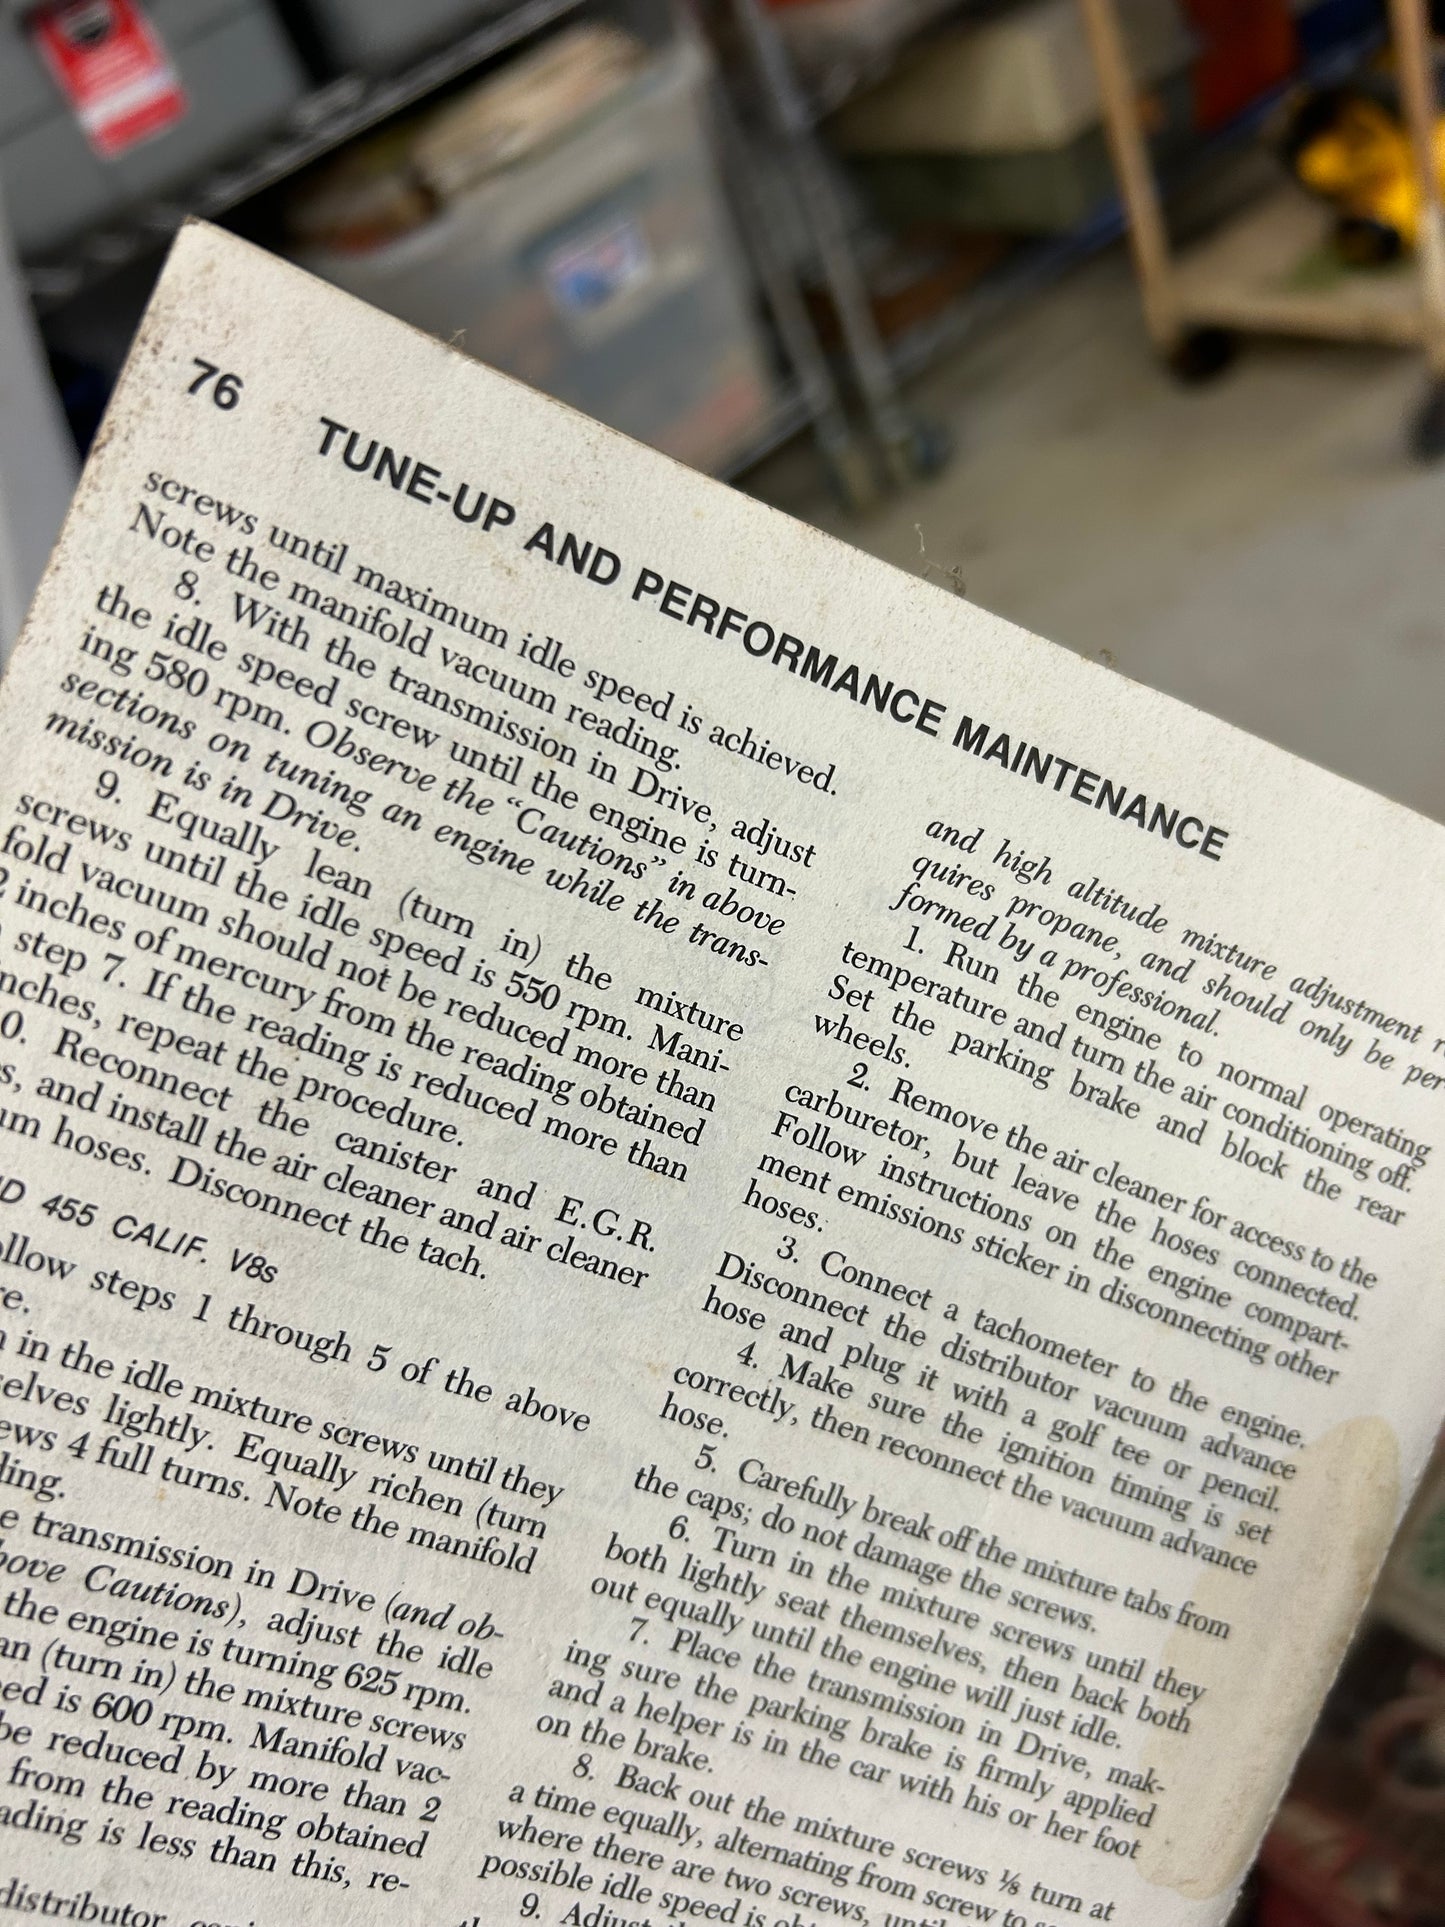 76
TUNE-UP AND PERFORMANCE MAINTENANCE
screws until maximum idle speed is achieved.
Note the manifold vacuum reading.
8. With the transmission in Drive, adjust
the idle speed screw until the engine is turn-
ing 580 rpm. Observe the "Cautions" in above
sections on tuning an engine while the trans-
mission is in Drive.
9. Equally lean (turn in) the mixture
screws until the idle speed is 550 rpm. Mani-
fold vacuum should not be reduced more than
2 inches of mercury from the reading obtained
step 7. If the reading is reduced more than
nches, repeat the procedure.
0. Reconnect the canister and E.G.R.
s, and install the air cleaner and air cleaner
um hoses. Disconnect the tach.
D 455 CALIF. V8s
llow steps 1 through 5 of the above
re.
in the idle mixture screws until they
selves lightly. Equally richen (turn
ews 4 full turns. Note the manifold
ding.
e transmission in Drive (and ob-
bove Cautions), adjust the idle
the engine is turning 625 rpm.
an (turn in) the mixture screws
eed is 600 rpm. Manifold vac-
be reduced by more than 2
from the reading obtained
ading is less than this, re-
distributor
and high altitude mixture adjustment r
quires propane, and should only be per-
formed by a professional.
1. Run the engine to normal operating
temperature and turn the air conditioning off.
Set the parking brake and block the rear
wheels.
2. Remove the air cleaner for access to the
carburetor, but leave the hoses connected.
Follow instructions on the engine compart-
ment emissions sticker in disconnecting other
hoses.
3. Connect a tachometer to the engine.
Disconnect the distributor vacuum advance
hose and plug it with a golf tee or pencil.
4. Make sure the ignition timing is set
correctly, then reconnect the vacuum advance
hose.
5. Carefully break off the mixture tabs from
the caps; do not damage the screws.
6. Turn in the mixture screws until they
both lightly seat themselves, then back both
out equally until the engine will just idle.
7. Place the transmission in Drive, mak-
ing sure the parking brake is firmly applied
and a helper is in the car with his or her foot
on the brake.
8. Back out the mixture screws ⅛ turn at
a time equally, alternating from screw to
where there are two screws, until
possible idle speed is
9. Adjust